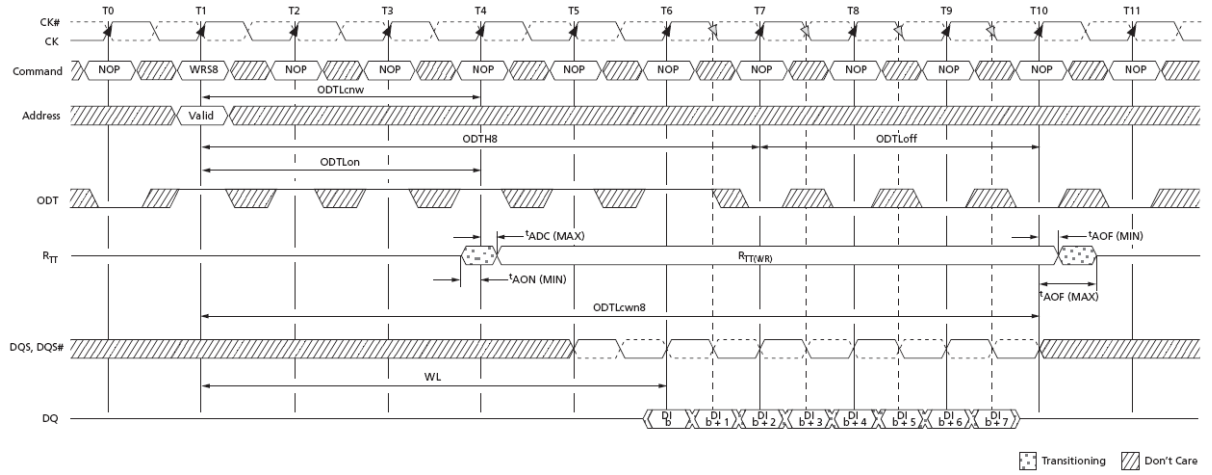 T0 T1 T2 T3 T4 T5 T6 T7 T8 T9 T10 T11
CK#
CK
Command NOP WRS8 NOP NOP NOP NOP NOP NOP NOP NOP NOP NOP
ODTLcnw
Address Valid
ODTH8 ODTLoff
ODTLon
ODT
tADC (MAX) tAOF (MIN)
RTT RTT(WR)
tAON (MIN) tAOF (MAX)
ODTLcwn8
DQS, DQS#
WL
DQ DI b DI b + 1 DI b + 2 DI b + 3 DI b + 4 DI b + 5 DI b + 6 DI b + 7
Transitioning Don't Care